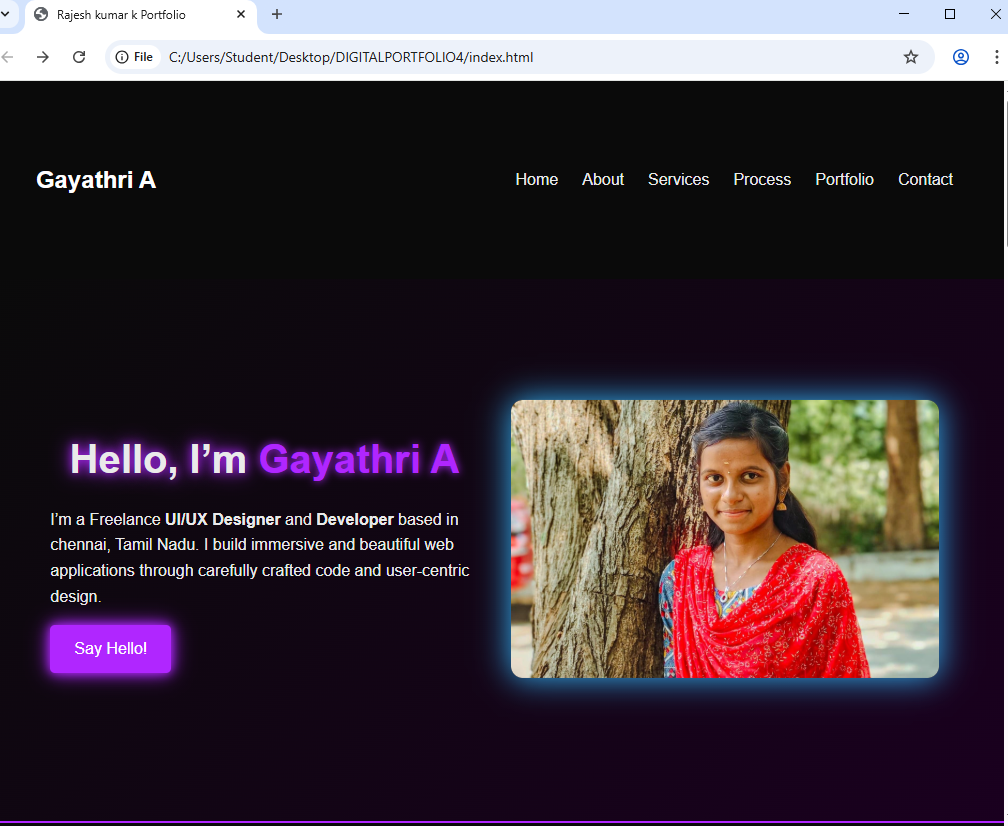 Rajesh kumar k Portfolio
File C:/Users/Student/Desktop/DIGITALPORTFOLIO4/index.html
Gayathri A Home About Services Process Portfolio Contact
Hello, I’m Gayathri A
I’m a Freelance UI/UX Designer and Developer based in
chennai, Tamil Nadu. I build immersive and beautiful web
applications through carefully crafted code and user-centric
design.
Say Hello!